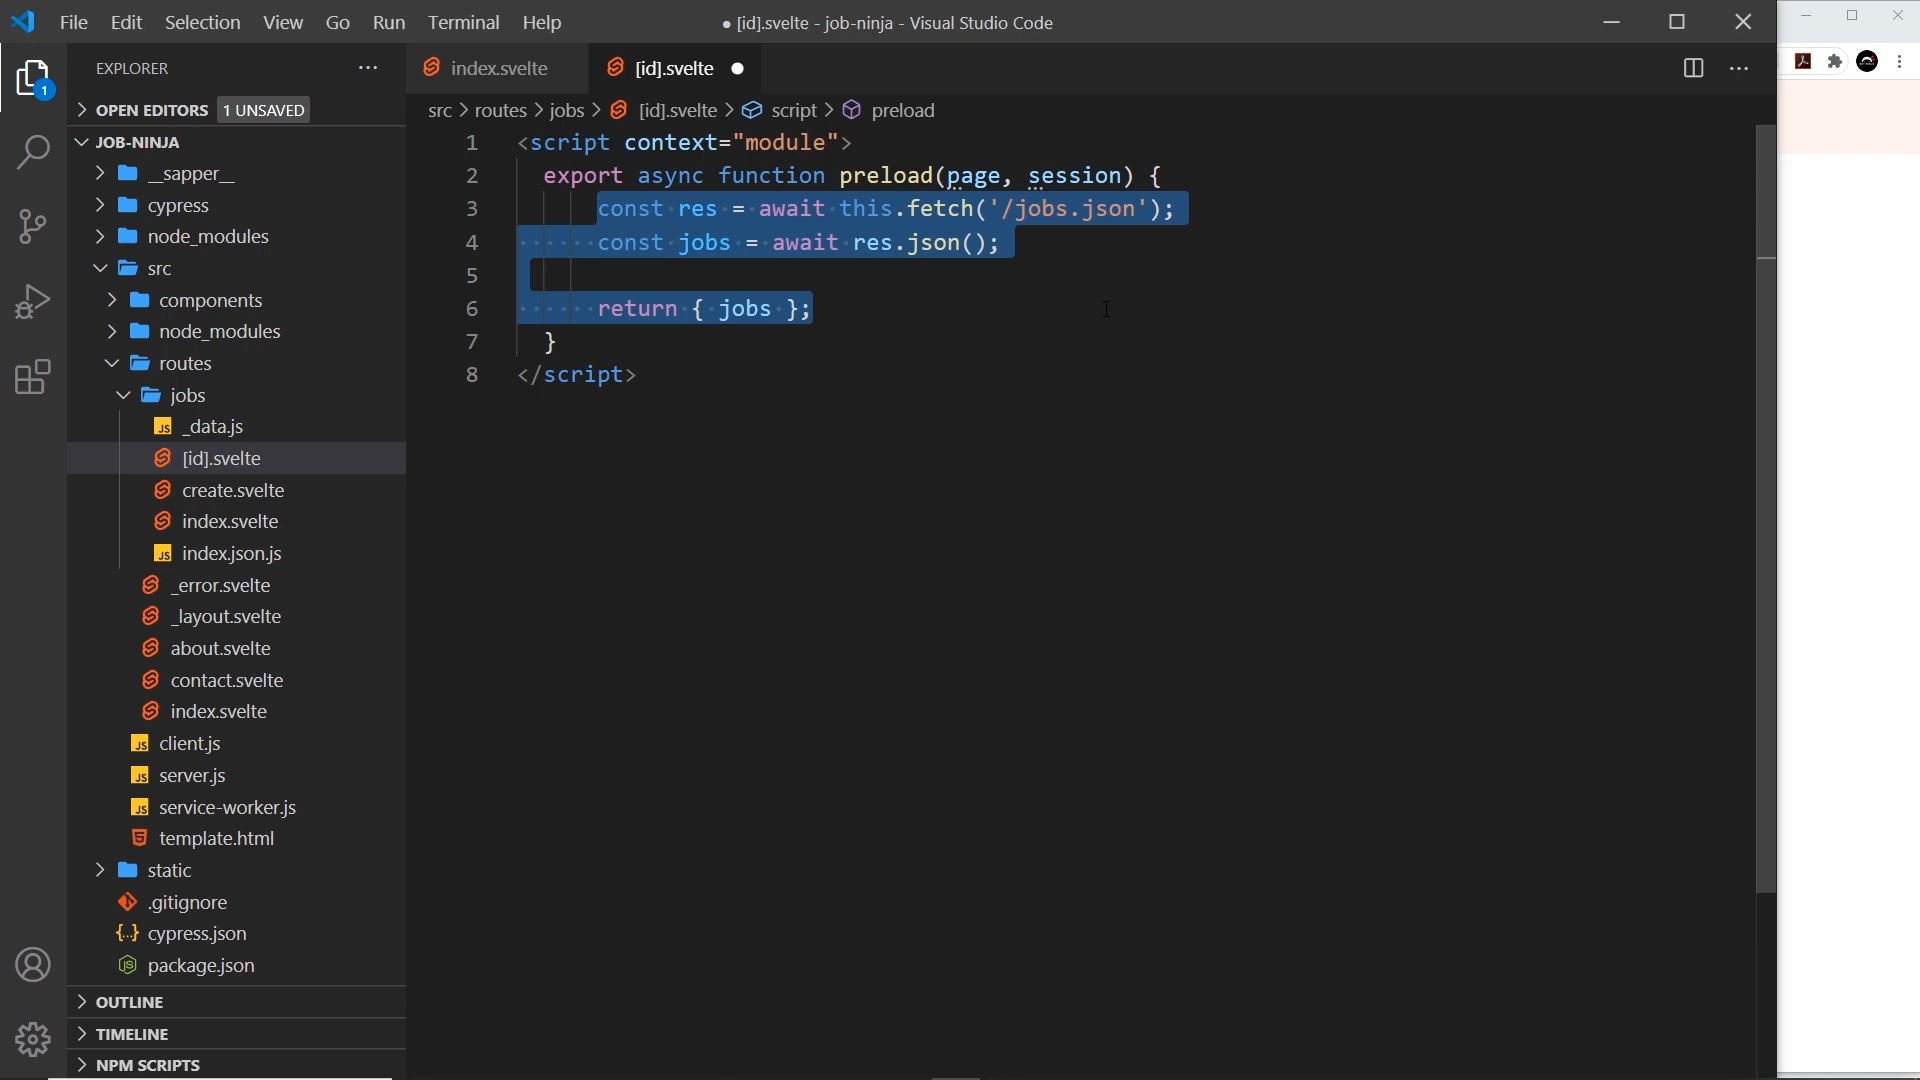 File Edit Selection View Go Run Terminal Help
● [id].svelte - job-ninja - Visual Studio Code
EXPLORER
1
OPEN EDITORS 1 UNSAVED
JOB-NINJA
__sapper__
cypress
node_modules
src
components
node_modules
routes
jobs
_data.js
[id].svelte
create.svelte
index.svelte
index.json.js
_error.svelte
_layout.svelte
about.svelte
contact.svelte
index.svelte
client.js
server.js
service-worker.js
template.html
static
.gitignore
cypress.json
package.json
OUTLINE
TIMELINE
NPM SCRIPTS
index.svelte [id].svelte
src > routes > jobs > [id].svelte > script > preload
1 <script context="module">
2 export async function preload(page, session) {
3 const res = await this.fetch('/jobs.json');
4 const jobs = await res.json();
5
6 return { jobs };
7 }
8 </script>